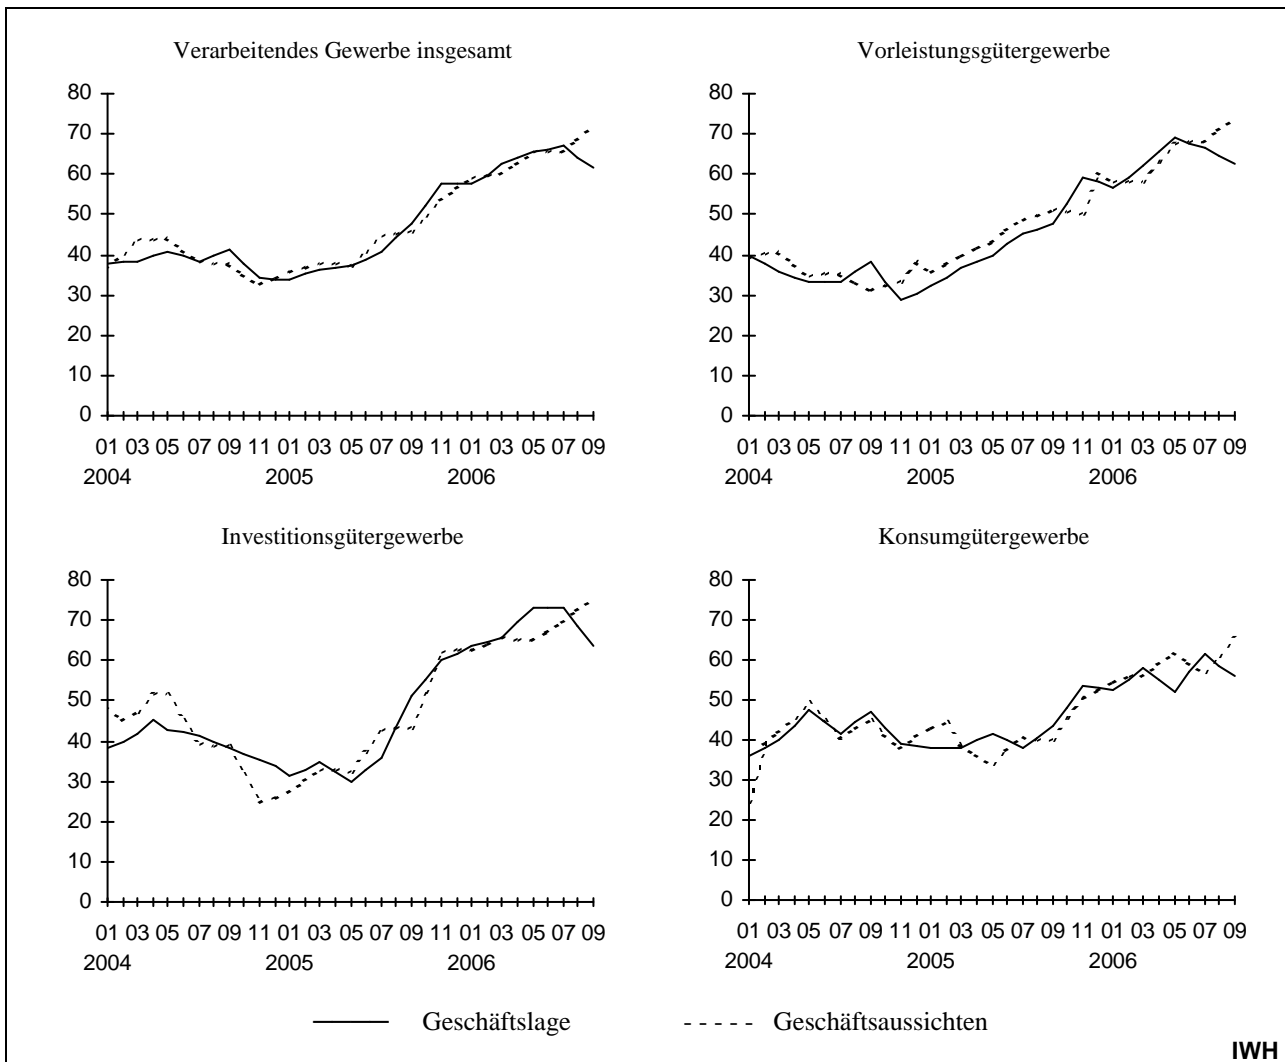 Verarbeitendes Gewerbe insgesamt
80
70
60
50
40
30
20
10
0
01 03 05 07 09 11 01 03 05 07 09 11 01 03 05 07 09
2004 2005 2006
Vorleistungsgütergewerbe
80
70
60
50
40
30
20
10
0
01 03 05 07 09 11 01 03 05 07 09 11 01 03 05 07 09
2004 2005 2006
Investitionsgütergewerbe
80
70
60
50
40
30
20
10
0
01 03 05 07 09 11 01 03 05 07 09 11 01 03 05 07 09
2004 2005 2006
Konsumgütergewerbe
80
70
60
50
40
30
20
10
0
01 03 05 07 09 11 01 03 05 07 09 11 01 03 05 07 09
2004 2005 2006
Geschäftslage Geschäftsaussichten
IWH